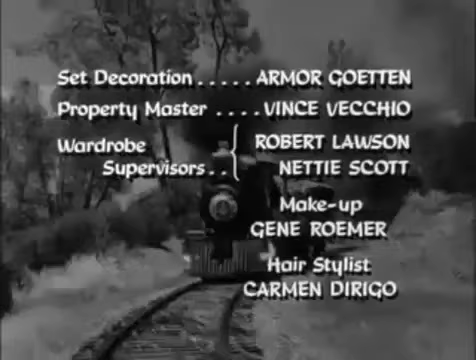 Set Decoration . . . . . ARMOR GOETTEN
Property Master . . . . VINCE VECCHIO
Wardrobe Supervisors . . { ROBERT LAWSON
NETTIE SCOTT
Make-up
GENE ROEMER
Hair Stylist
CARMEN DIRIGO